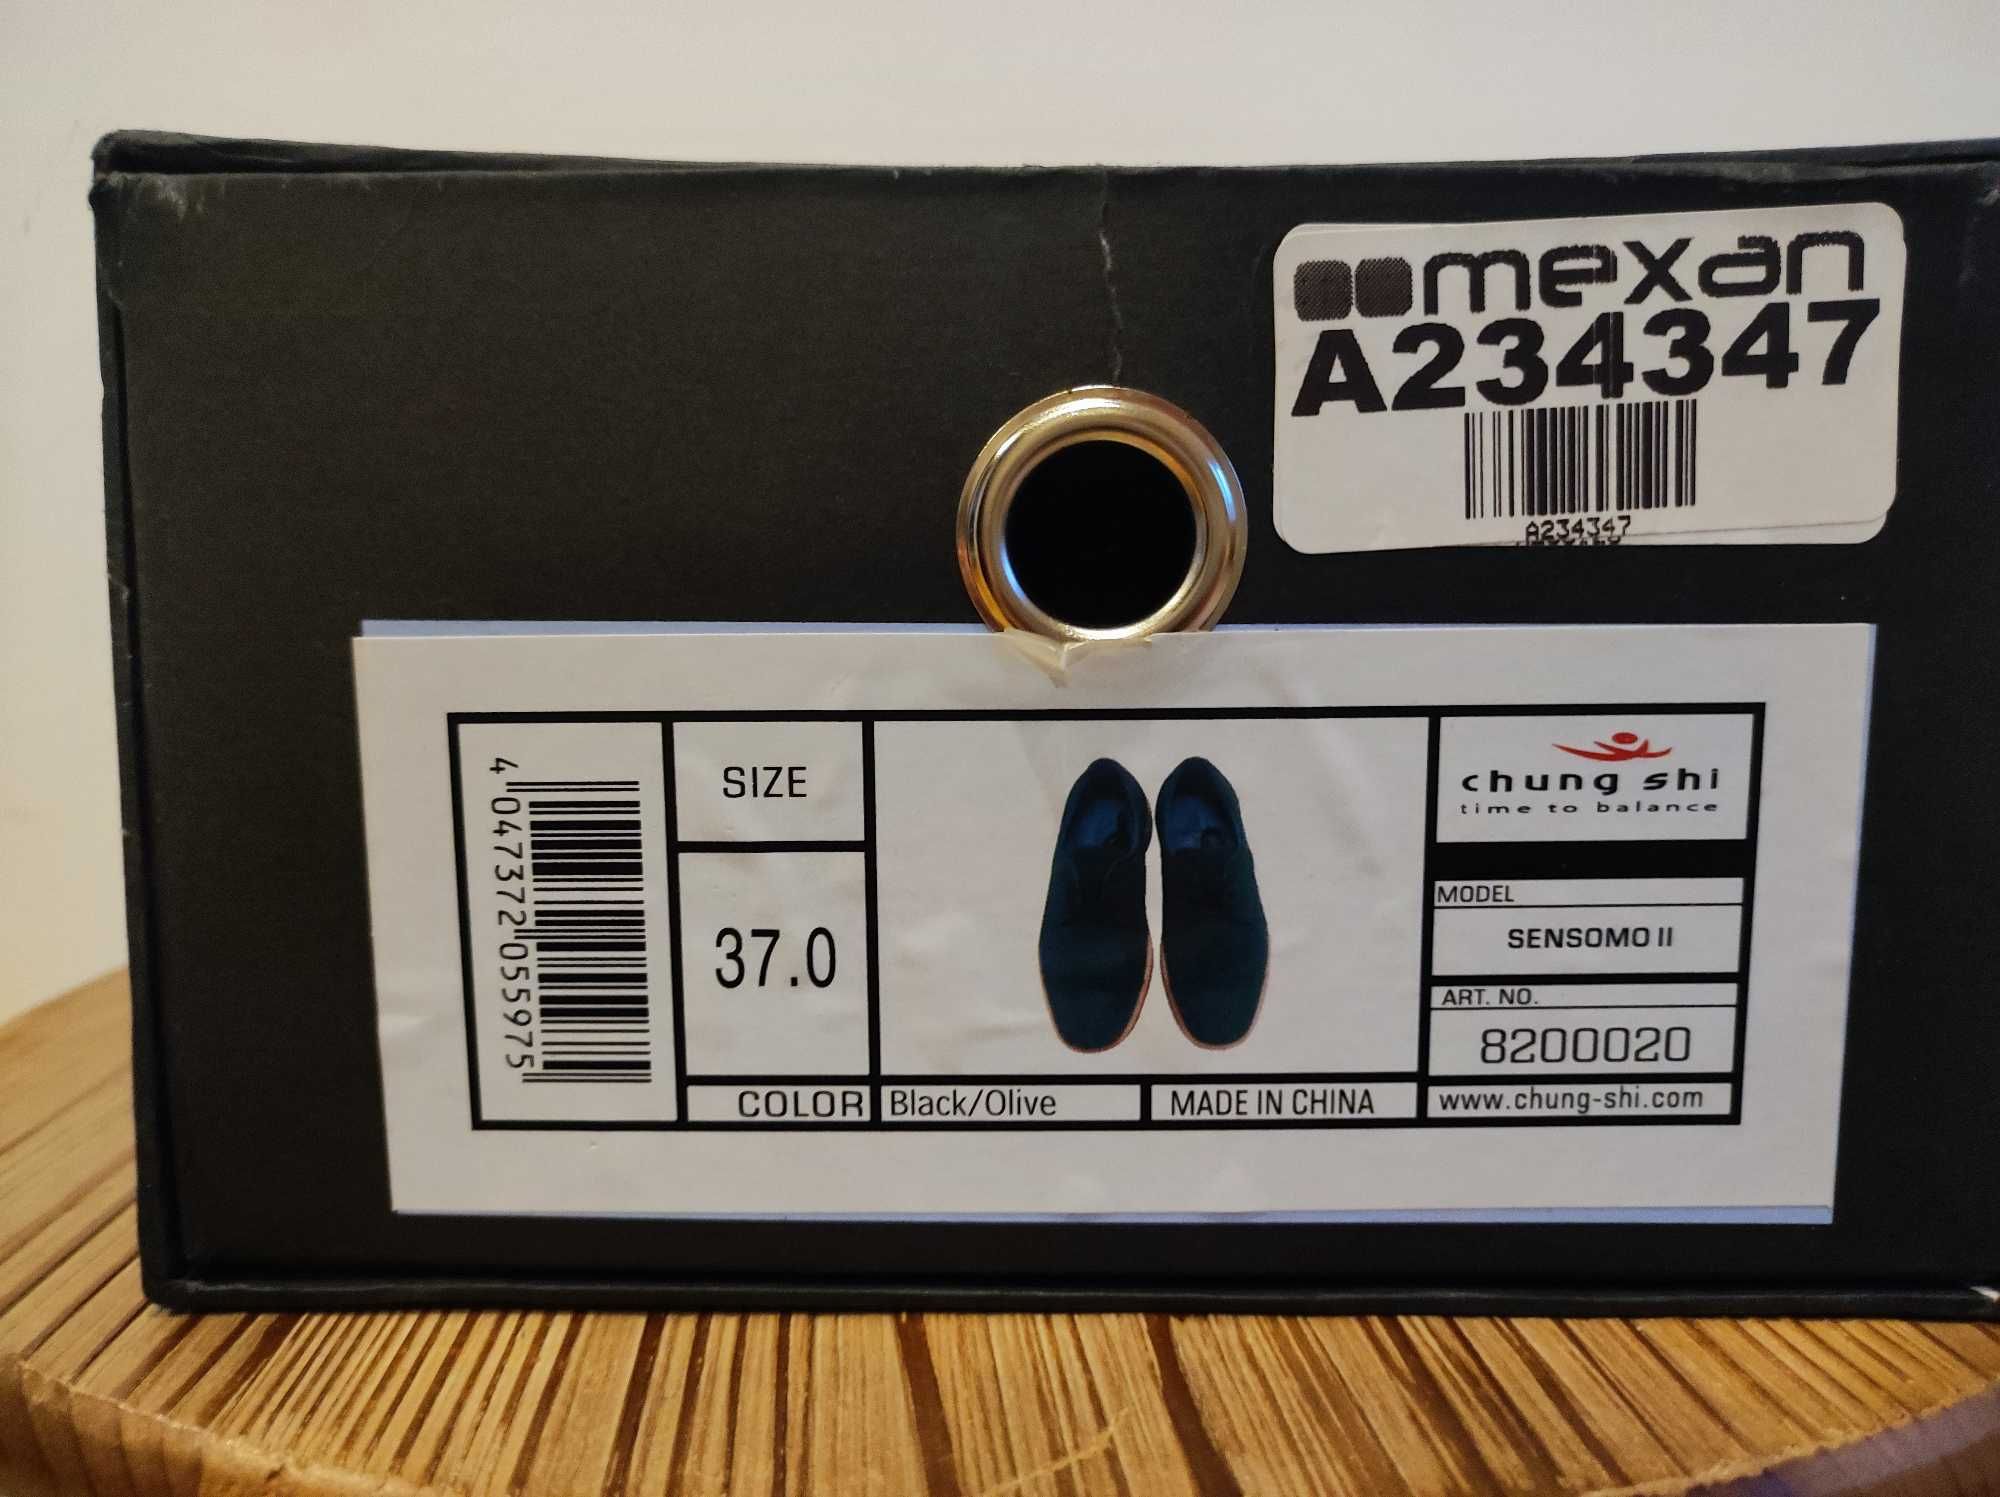 mexan
A234347
A234347
4 047372 055975
SIZE
37.0
COLOR
Black/Olive
MADE IN CHINA
chung shi
time to balance
MODEL
SENSOMO II
ART. NO.
8200020
www.chung-shi.com